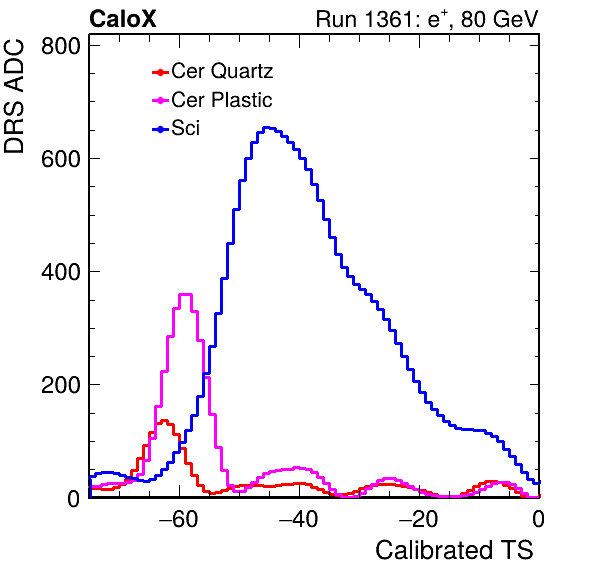 CaloX Run 1361: e⁺, 80 GeV
DRS ADC
800
600
400
200
0
Cer Quartz
Cer Plastic
Sci
−60 −40 −20 0
Calibrated TS